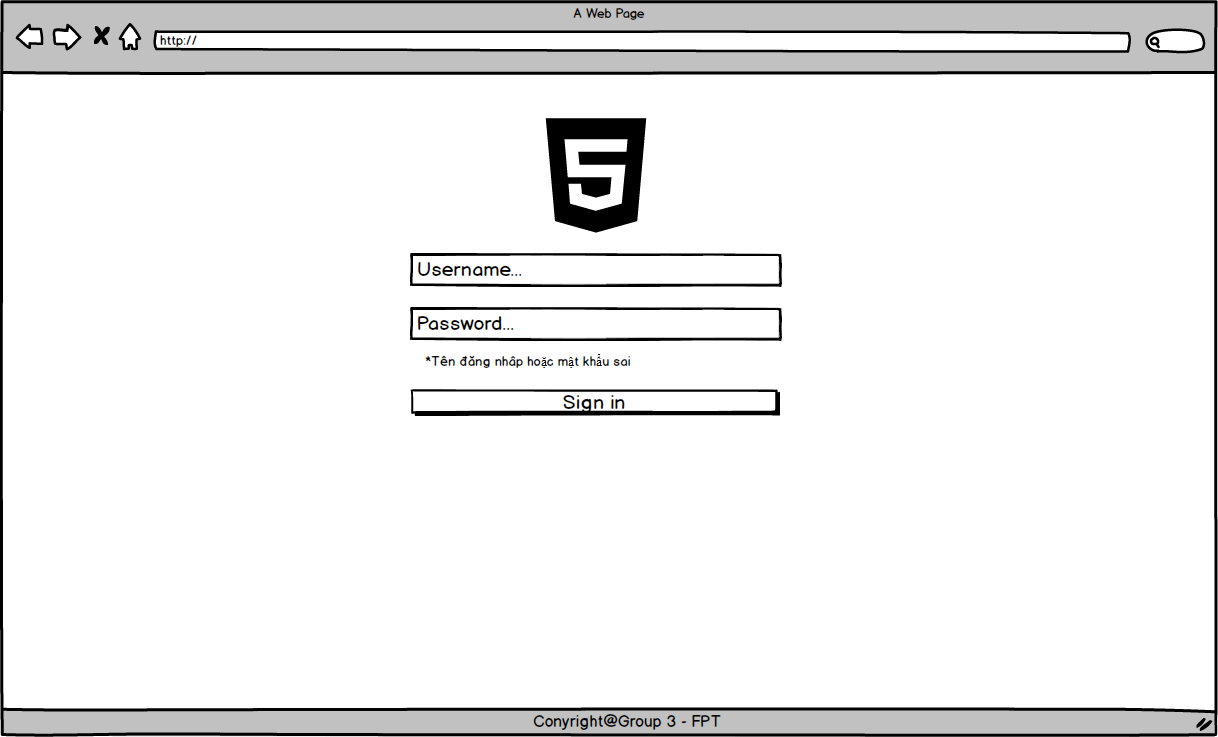 A Web Page
http://
Username...
Password...
*Tên đăng nhâp hoặc mật khẩu sai
Sign in
Conyright@Group 3 - FPT